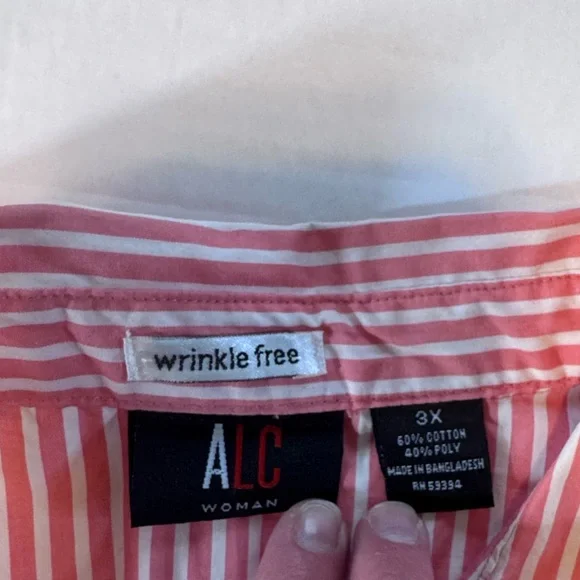 wrinkle free
ALC
WOMAN
3X
60% COTTON
40% POLY
MADE IN BANGLADESH
RN 59394